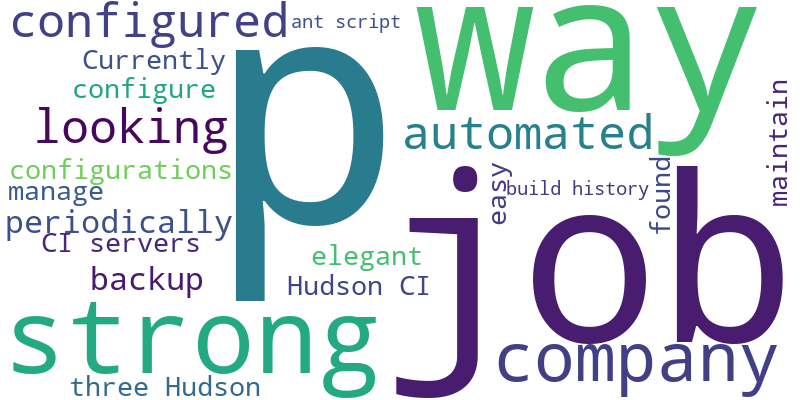 configured
ant script
way
Currently
p
configure
looking
automated
maintain
configurations
manage
easy
build history
found
job
periodically
CI servers
elegant
backup
Hudson CI
strong
company
three Hudson